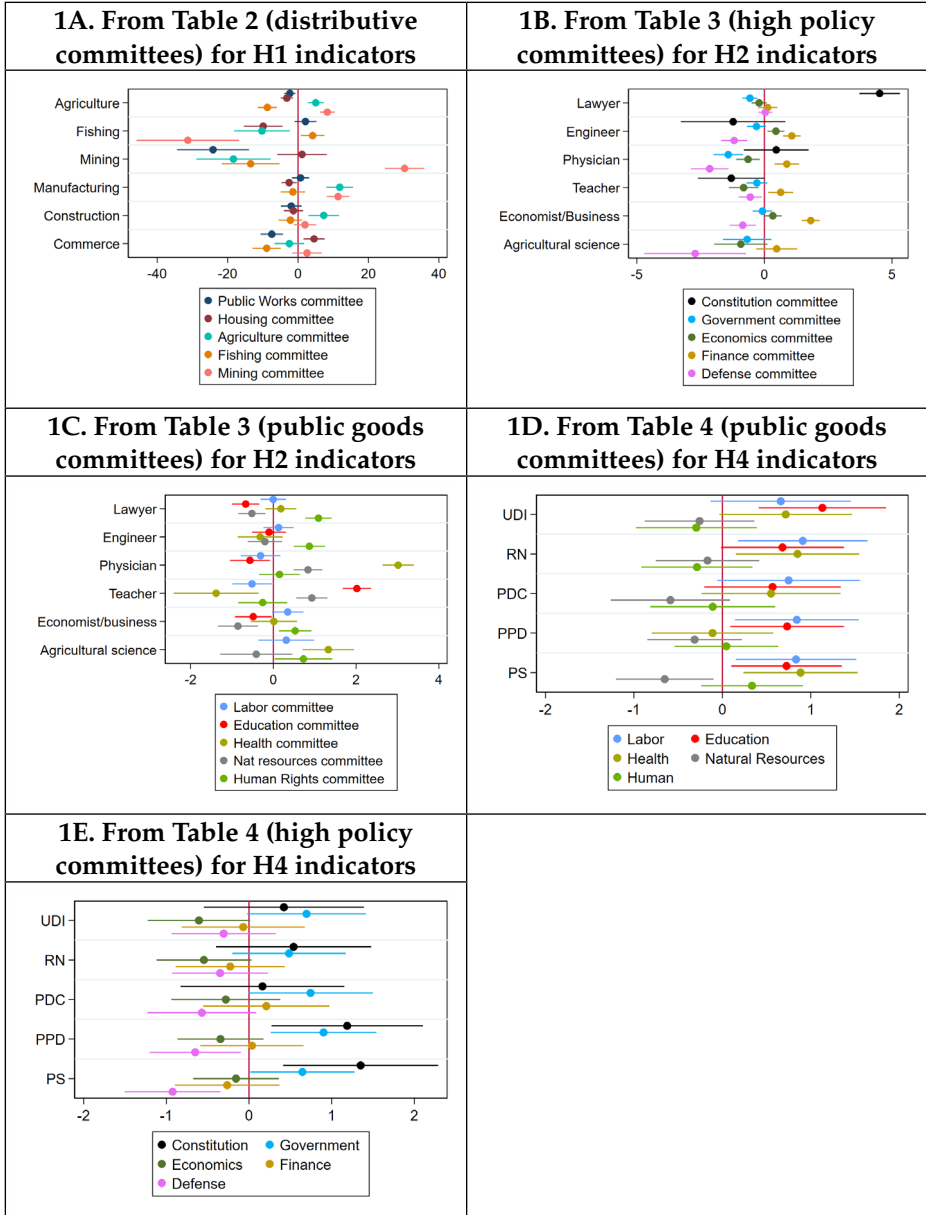 1A. From Table 2 (distributive
committees) for H1 indicators
Agriculture
Fishing
Mining
Manufacturing
Construction
Commerce
-40 -20 0 20 40
Public Works committee
Housing committee
Agriculture committee
Fishing committee
Mining committee
1B. From Table 3 (high policy
committees) for H2 indicators
Lawyer
Engineer
Physician
Teacher
Economist/Business
Agricultural science
-5 0 5
Constitution committee
Government committee
Economics committee
Finance committee
Defense committee
1C. From Table 3 (public goods
committees) for H2 indicators
Lawyer
Engineer
Physician
Teacher
Economist/business
Agricultural science
-2 0 2 4
Labor committee
Education committee
Health committee
Nat resources committee
Human Rights committee
1D. From Table 4 (public goods
committees) for H4 indicators
UDI
RN
PDC
PPD
PS
-2 -1 0 1 2
Labor Education
Health Natural Resources
Human
1E. From Table 4 (high policy
committees) for H4 indicators
UDI
RN
PDC
PPD
PS
-2 -1 0 1 2
Constitution Government
Economics Finance
Defense